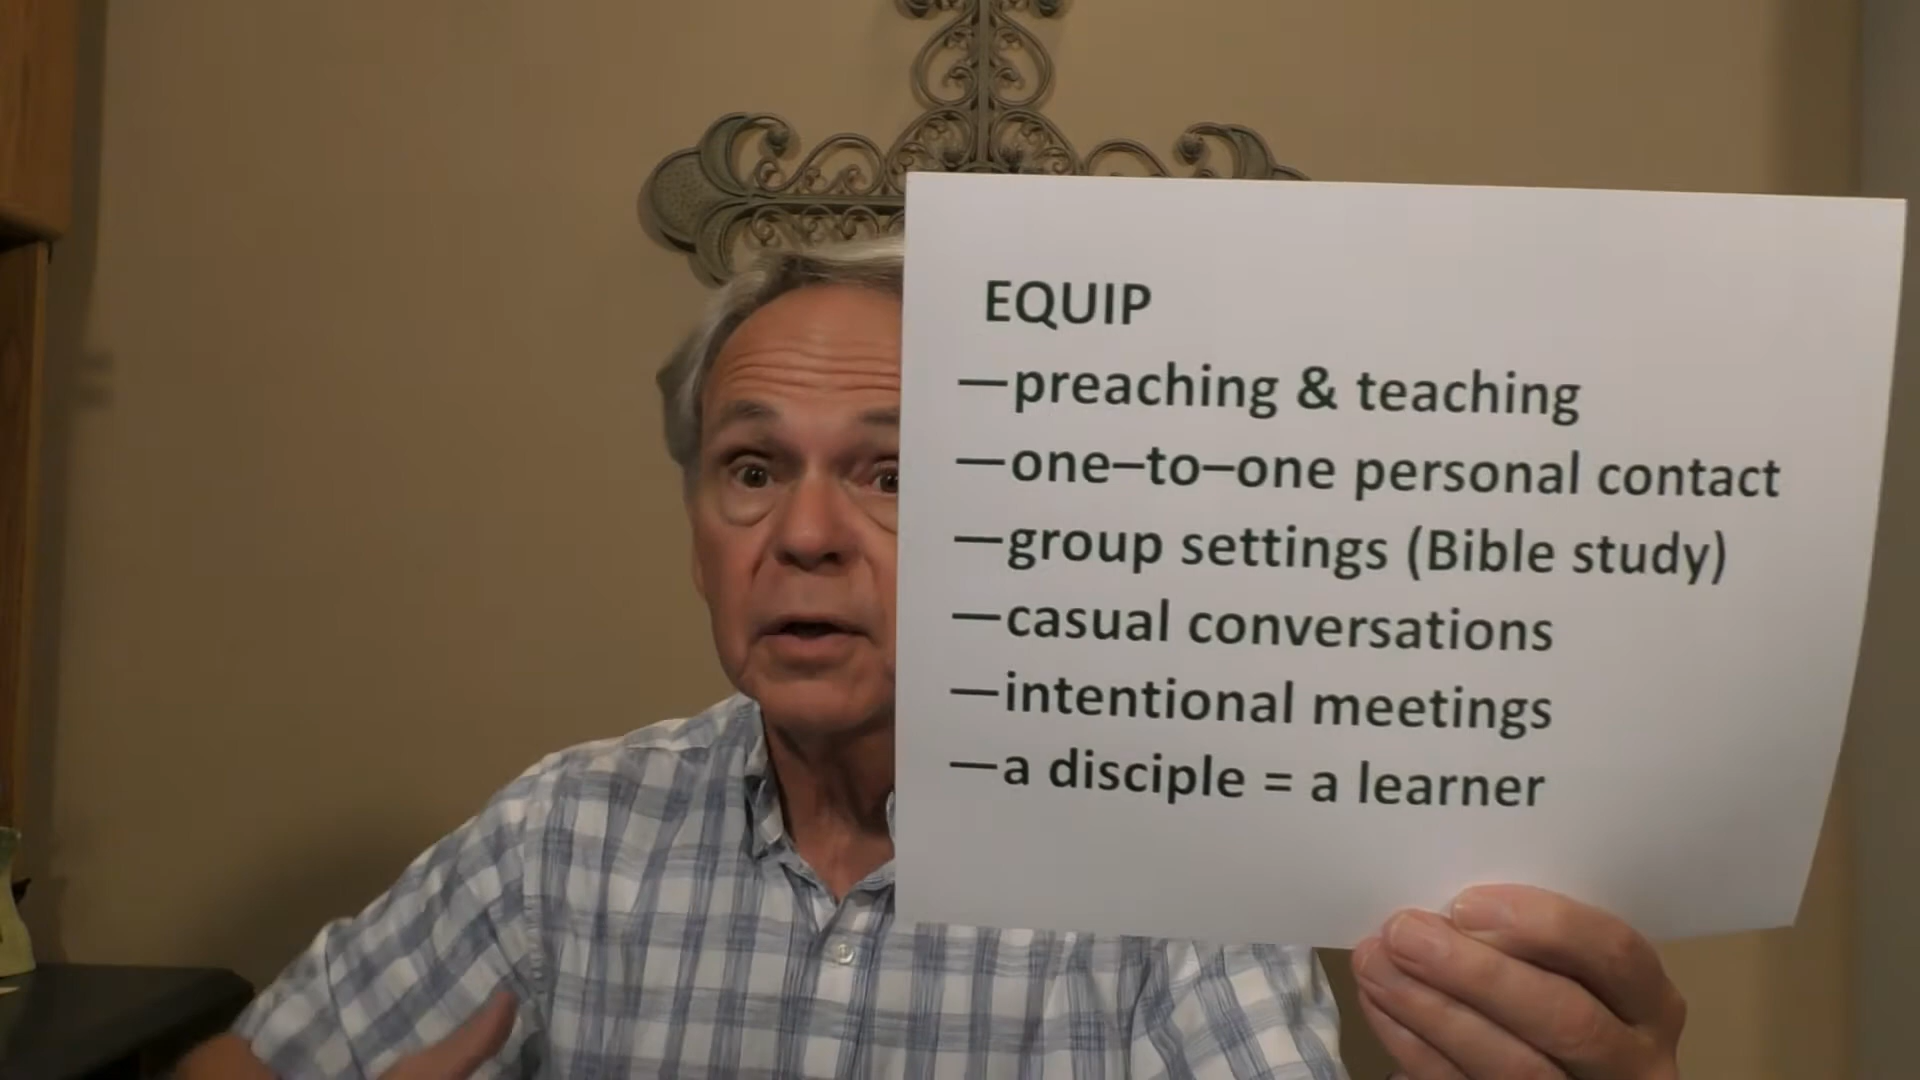 EQUIP
—preaching & teaching
—one–to–one personal contact
—group settings (Bible study)
—casual conversations
—intentional meetings
—a disciple = a learner